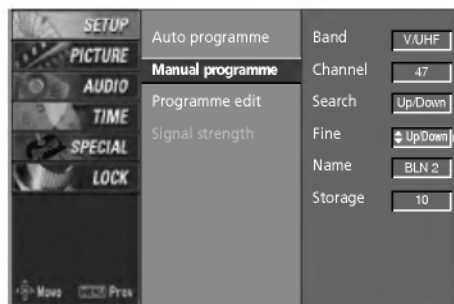 SETUP
PICTURE
AUDIO
TIME
SPECIAL
LOCK
Move MENU Prev
Auto programme
Manual programme
Programme edit
Signal strength
Band V/UHF
Channel 47
Search Up/Down
Fine Up/Down
Name BLN 2
Storage 10